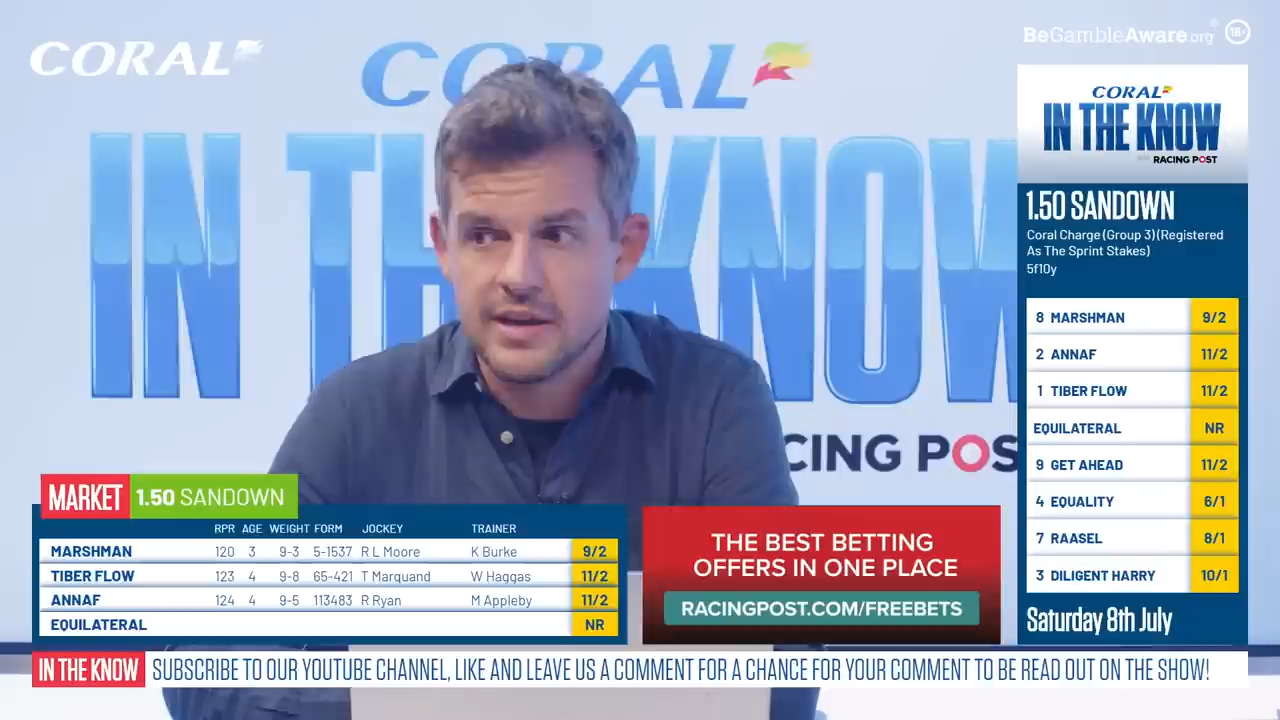 CORAL
CORAL
IN THE KNOW
CING POS
BeGambleAware.org 18+
CORAL
IN THE KNOW
RACING POST
1.50 SANDOWN
Coral Charge (Group 3) (Registered
As The Sprint Stakes)
5f10y
8 MARSHMAN 9/2
2 ANNAF 11/2
1 TIBER FLOW 11/2
EQUILATERAL NR
9 GET AHEAD 11/2
4 EQUALITY 6/1
7 RAASEL 8/1
3 DILIGENT HARRY 10/1
Saturday 8th July
MARKET 1.50 SANDOWN
RPR AGE WEIGHT FORM JOCKEY TRAINER
MARSHMAN 120 3 9-3 5-1537 R L Moore K Burke 9/2
TIBER FLOW 123 4 9-8 65-421 T Marquand W Haggas 11/2
ANNAF 124 4 9-5 113483 R Ryan M Appleby 11/2
EQUILATERAL NR
THE BEST BETTING
OFFERS IN ONE PLACE
RACINGPOST.COM/FREEBETS
IN THE KNOW SUBSCRIBE TO OUR YOUTUBE CHANNEL, LIKE AND LEAVE US A COMMENT FOR A CHANCE FOR YOUR COMMENT TO BE READ OUT ON THE SHOW!